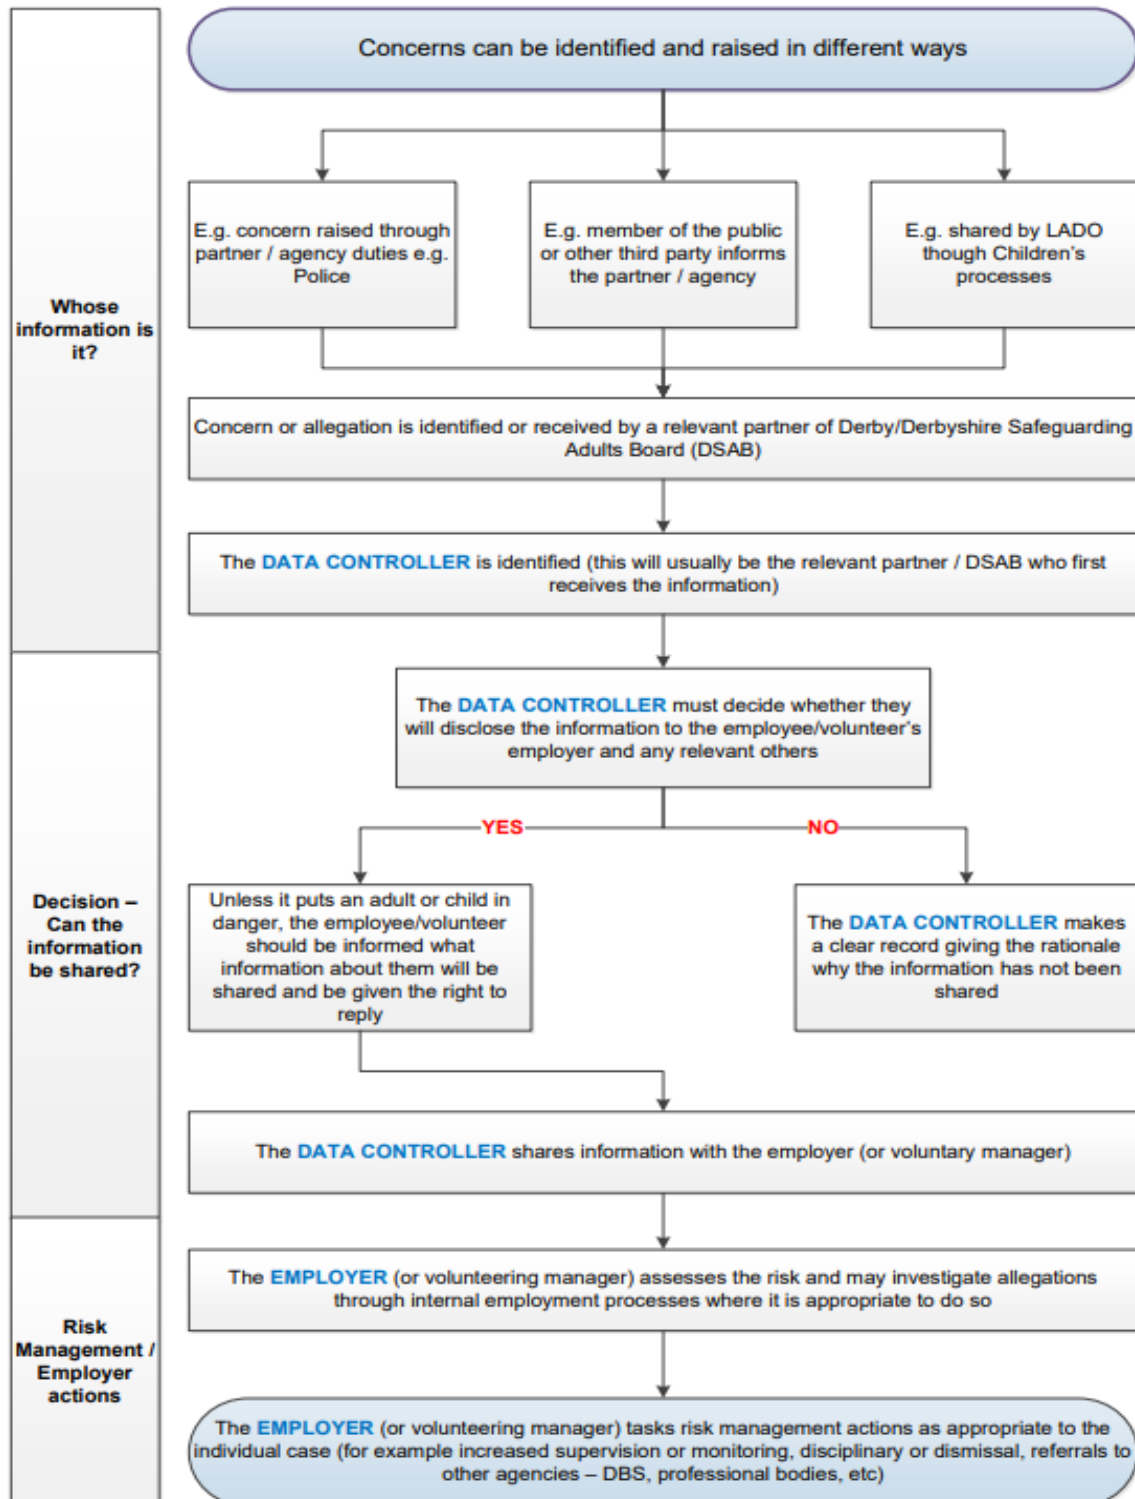 Concerns can be identified and raised in different ways
E.g. concern raised through
partner / agency duties e.g.
Police
E.g. member of the public
or other third party informs
the partner / agency
E.g. shared by LADO
though Children's
processes
Whose
information is
it?
Concern or allegation is identified or received by a relevant partner of Derby/Derbyshire Safeguarding
Adults Board (DSAB)
The DATA CONTROLLER is identified (this will usually be the relevant partner / DSAB who first
receives the information)
The DATA CONTROLLER must decide whether they
will disclose the information to the employee/volunteer's
employer and any relevant others
YES
NO
Decision –
Can the
information
be shared?
Unless it puts an adult or child in
danger, the employee/volunteer
should be informed what
information about them will be
shared and be given the right to
reply
The DATA CONTROLLER makes
a clear record giving the rationale
why the information has not been
shared
The DATA CONTROLLER shares information with the employer (or voluntary manager)
Risk
Management /
Employer
actions
The EMPLOYER (or volunteering manager) assesses the risk and may investigate allegations
through internal employment processes where it is appropriate to do so
The EMPLOYER (or volunteering manager) tasks risk management actions as appropriate to the
individual case (for example increased supervision or monitoring, disciplinary or dismissal, referrals to
other agencies – DBS, professional bodies, etc)